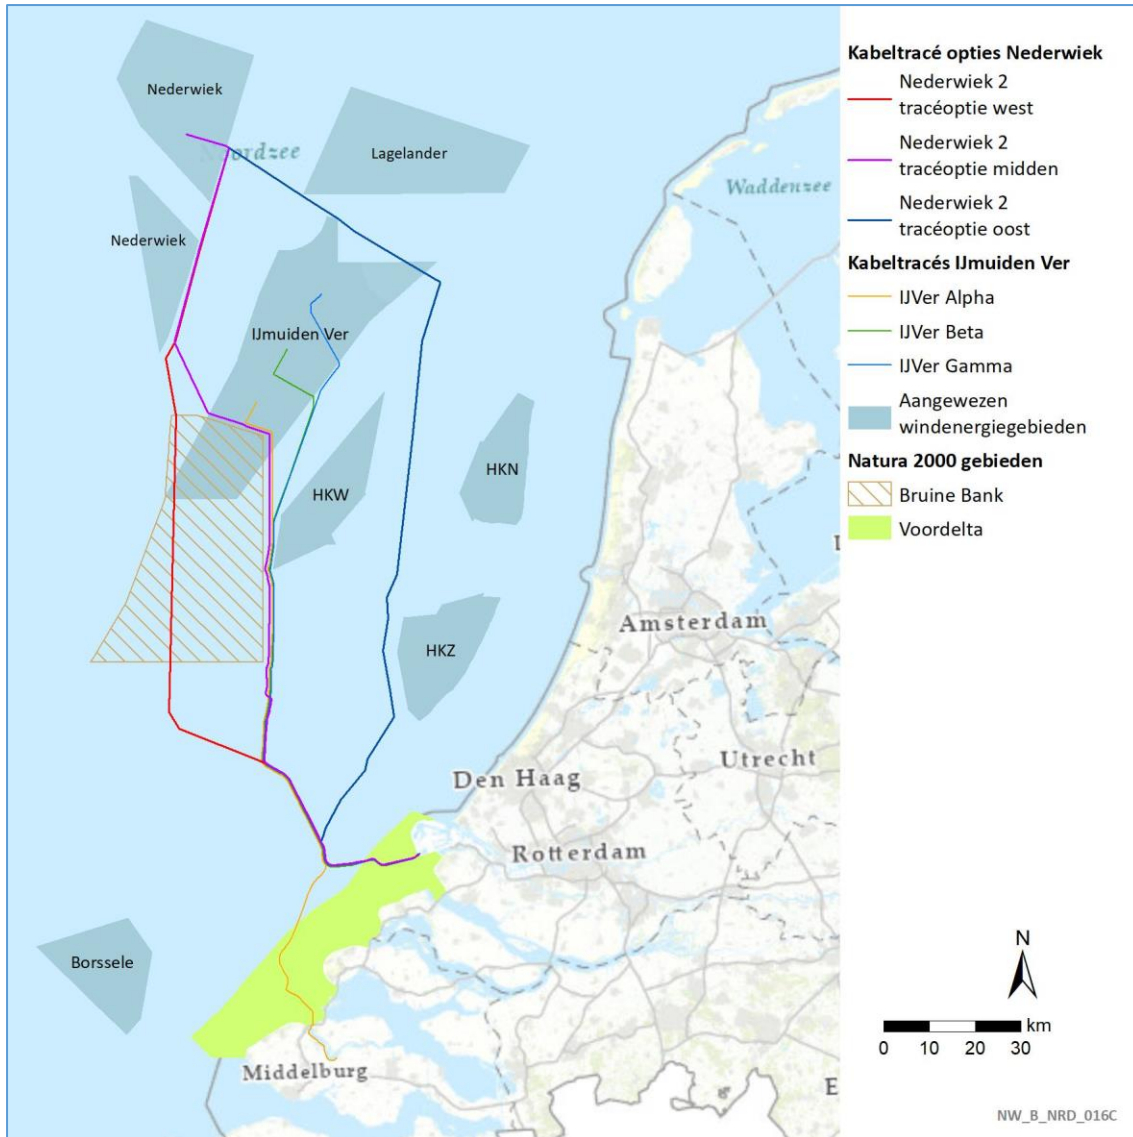 Nederwiek
Noordzee
Lagelander
Waddenzee
Nederwiek
IJmuiden Ver
HKW
HKN
HKZ
Amsterdam
Utrecht
Den Haag
Rotterdam
Borssele
Middelburg
Kabeltracé opties Nederwiek
Nederwiek 2
tracéoptie west
Nederwiek 2
tracéoptie midden
Nederwiek 2
tracéoptie oost
Kabeltracés IJmuiden Ver
IJVer Alpha
IJVer Beta
IJVer Gamma
Aangewezen
windenergiegebieden
Natura 2000 gebieden
Bruine Bank
Voordelta
N
km
0 10 20 30
NW_B_NRD_016C